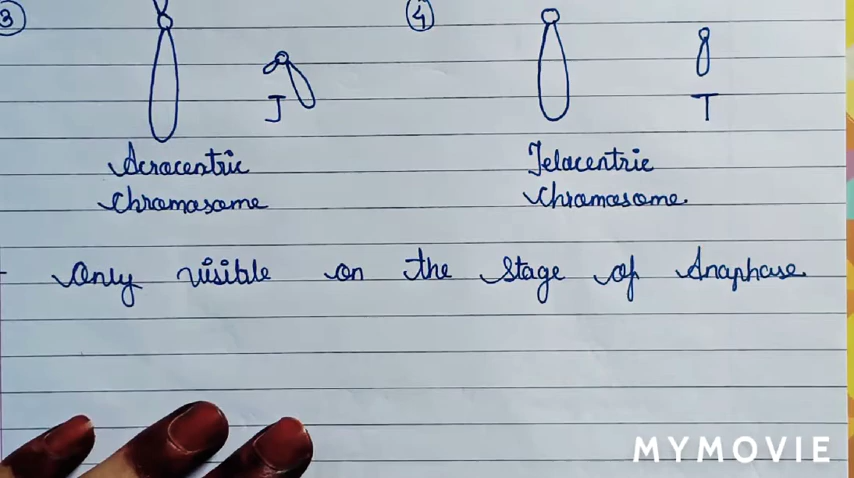 3
4
J
T
Acrocentric
Chromosome
Telocentric
Chromosome.
Only visible on the stage of Anaphase.
MYMOVIE